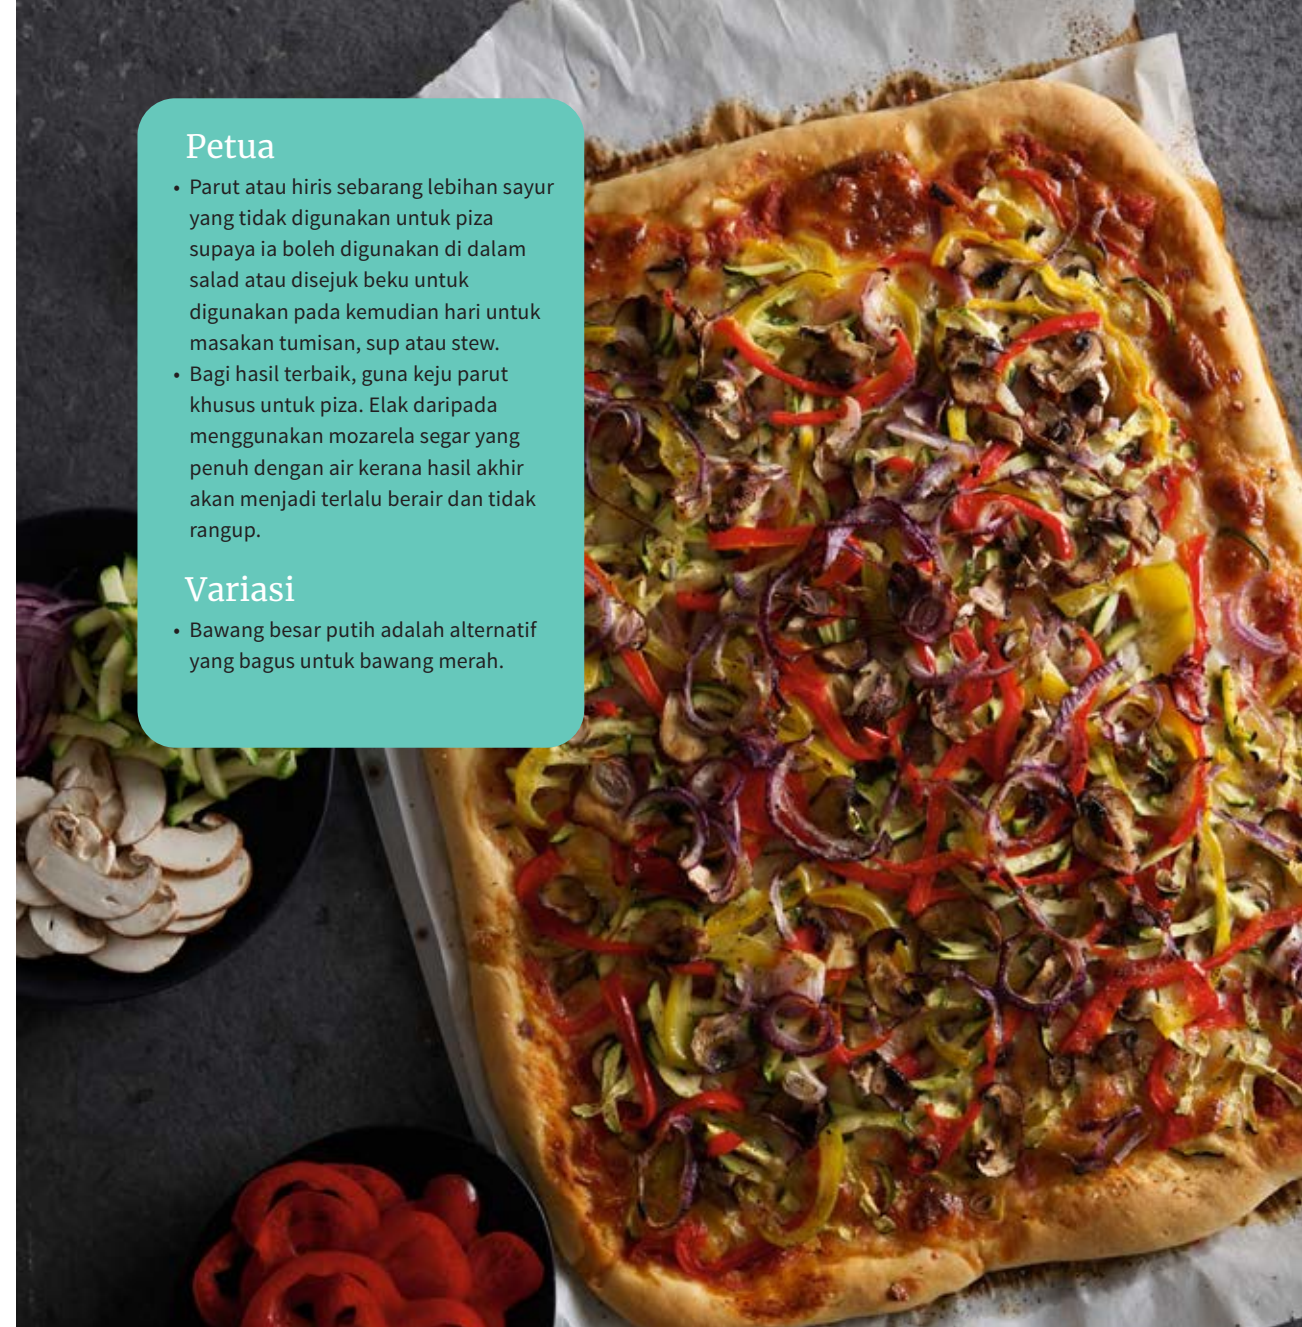 Petua
• Parut atau hiris sebarang lebihan sayur
yang tidak digunakan untuk piza
supaya ia boleh digunakan di dalam
salad atau disejuk beku untuk
digunakan pada kemudian hari untuk
masakan tumisan, sup atau stew.
• Bagi hasil terbaik, guna keju parut
khusus untuk piza. Elak daripada
menggunakan mozarela segar yang
penuh dengan air kerana hasil akhir
akan menjadi terlalu berair dan tidak
rangup.
Variasi
• Bawang besar putih adalah alternatif
yang bagus untuk bawang merah.